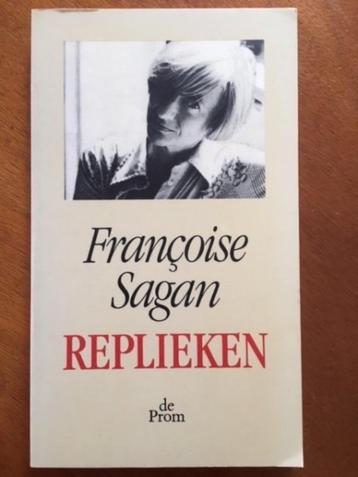 Françoise
Sagan
REPLIEKEN
de
Prom